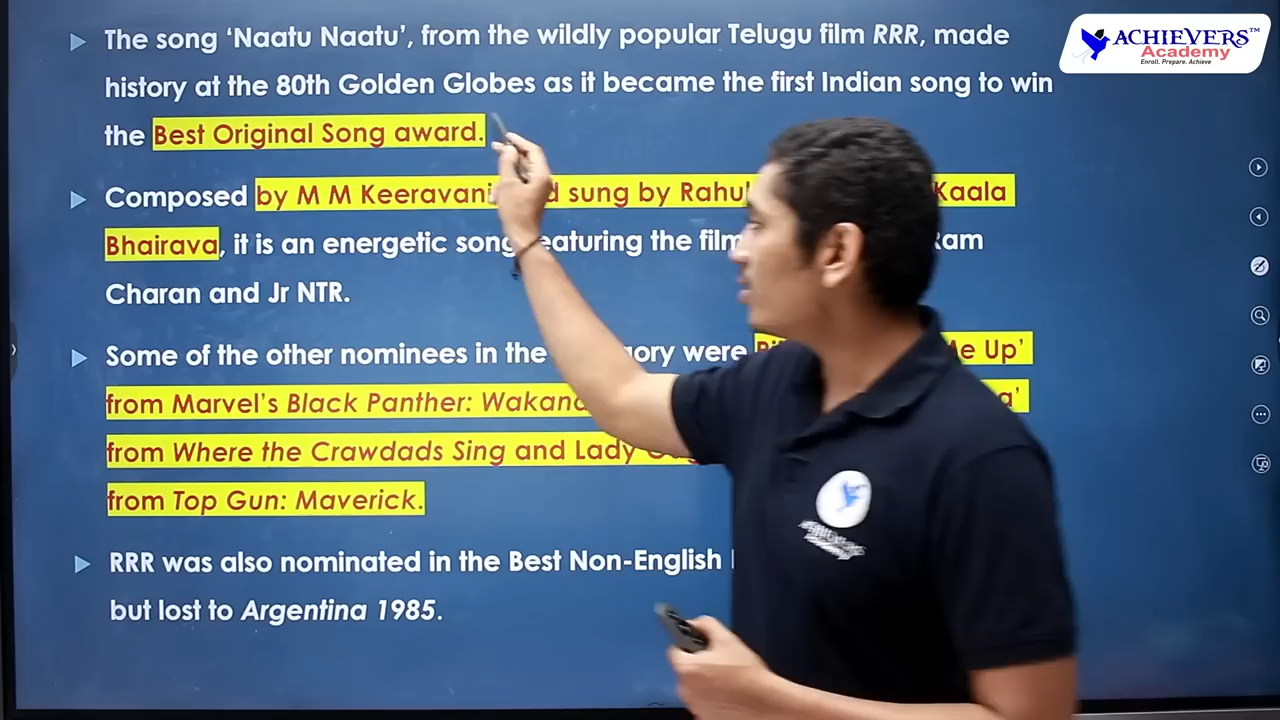 The song ‘Naatu Naatu’, from the wildly popular Telugu film RRR, made
history at the 80th Golden Globes as it became the first Indian song to win
the Best Original Song award.
Composed by M M Keeravani sung by Rahul Kaala
Bhairava, it is an energetic song featuring the film Ram
Charan and Jr NTR.
Some of the other nominees in the were Me Up’
from Marvel’s Black Panther: Wakanda
from Where the Crawdads Sing and Lady
from Top Gun: Maverick.
RRR was also nominated in the Best Non-English
but lost to Argentina 1985.
ACHIEVERS™
Academy
Enroll. Prepare. Achieve